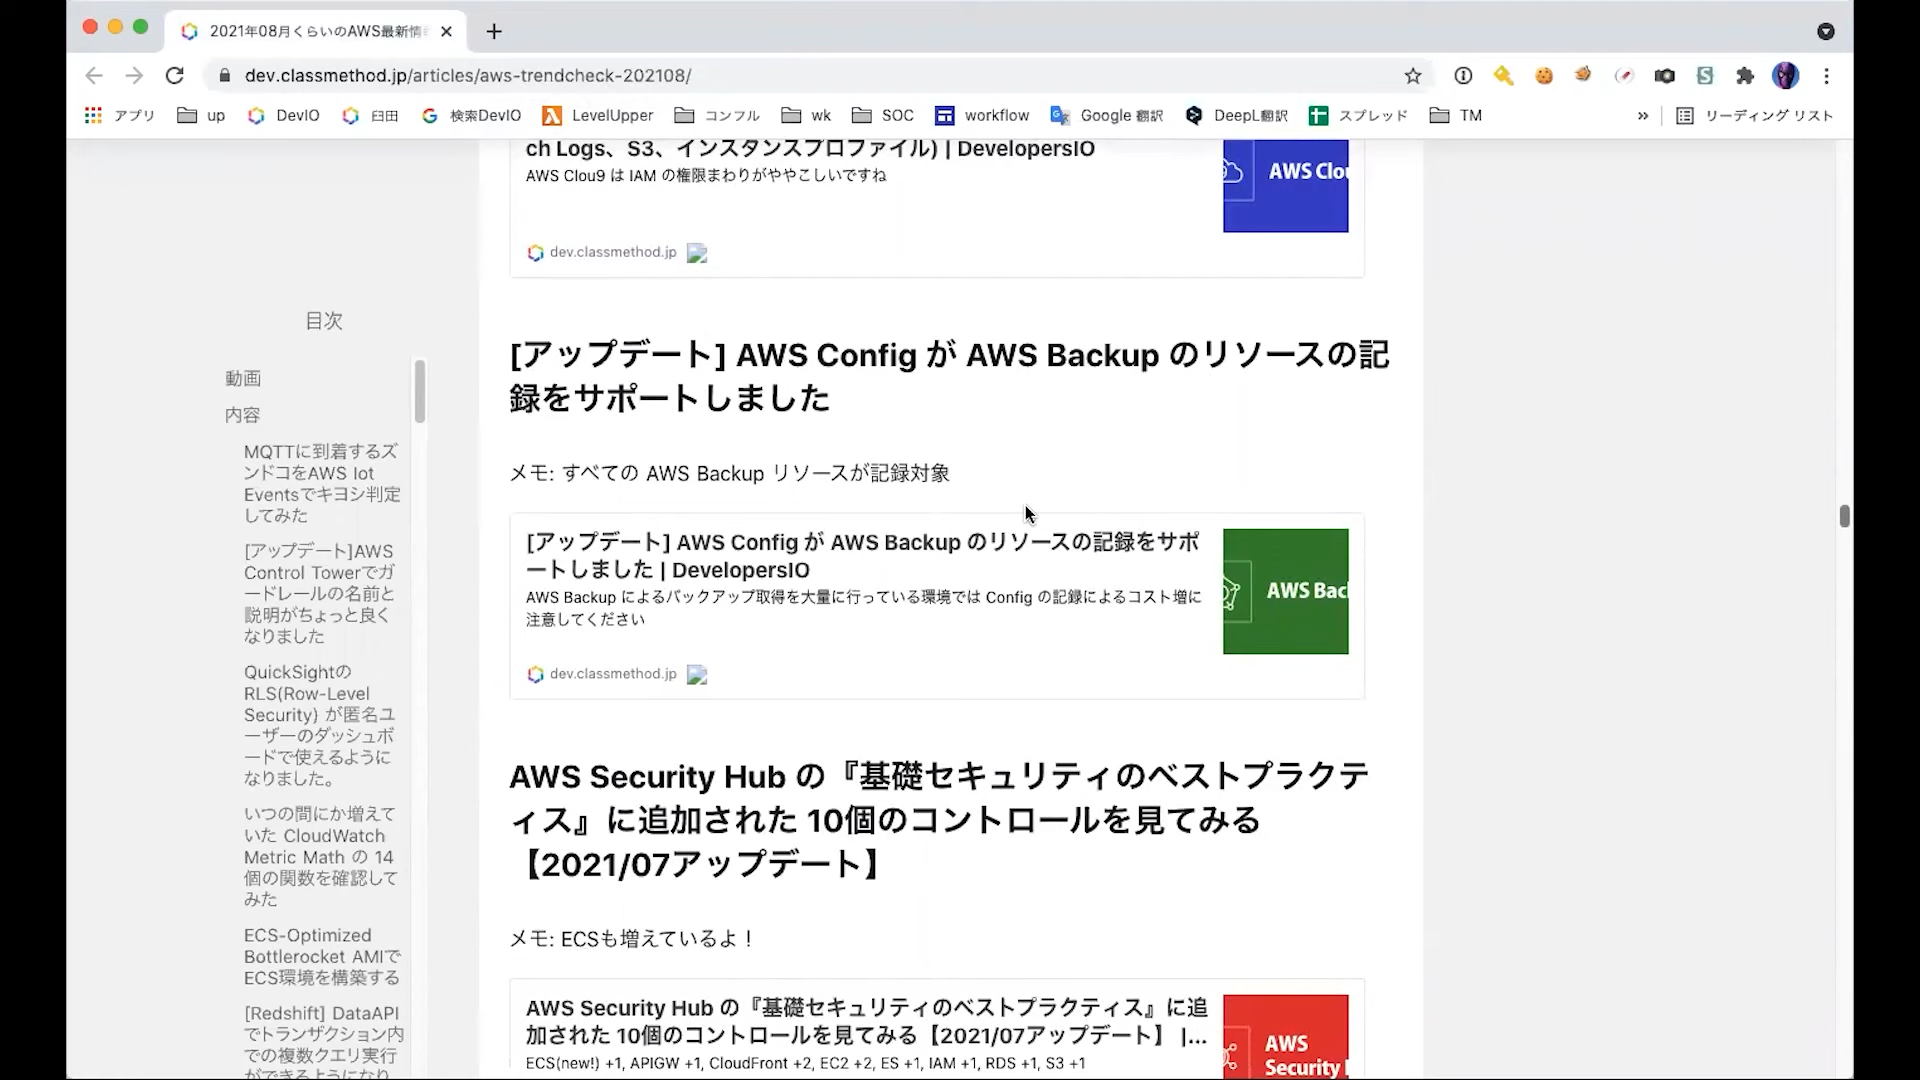 2021年08月くらいのAWS最新情
dev.classmethod.jp/articles/aws-trendcheck-202108/
アプリ up DevIO 臼田 検索DevIO LevelUpper コンフル wk SOC workflow Google 翻訳 DeepL翻訳 スプレッド TM » リーディング リスト
ch Logs、S3、インスタンスプロファイル) | DevelopersIO
AWS Clou9 は IAM の権限まわりがややこしいですね
AWS Clou
dev.classmethod.jp
目次
動画
内容
MQTTに到着するズ
ンドコをAWS Iot
Eventsでキヨシ判定
してみた
[アップデート]AWS
Control Towerでガ
ードレールの名前と
説明がちょっと良く
なりました
QuickSightの
RLS(Row-Level
Security) が匿名ユ
ーザーのダッシュボ
ードで使えるように
なりました。
いつの間にか増えて
いた CloudWatch
Metric Math の 14
個の関数を確認して
みた
ECS-Optimized
Bottlerocket AMIで
ECS環境を構築する
[Redshift] DataAPI
でトランザクション内
での複数クエリ実行
ができるようになり
[アップデート] AWS Config が AWS Backup のリソースの記
録をサポートしました
メモ: すべての AWS Backup リソースが記録対象
[アップデート] AWS Config が AWS Backup のリソースの記録をサポ
ートしました | DevelopersIO
AWS Backup によるバックアップ取得を大量に行っている環境では Config の記録によるコスト増に
注意してください
AWS Bac
dev.classmethod.jp
AWS Security Hub の『基礎セキュリティのベストプラクテ
ィス』に追加された 10個のコントロールを見てみる
【2021/07アップデート】
メモ: ECSも増えているよ！
AWS Security Hub の『基礎セキュリティのベストプラクティス』に追
加された 10個のコントロールを見てみる【2021/07アップデート】 |...
ECS(new!) +1, APIGW +1, CloudFront +2, EC2 +2, ES +1, IAM +1, RDS +1, S3 +1
AWS
Security